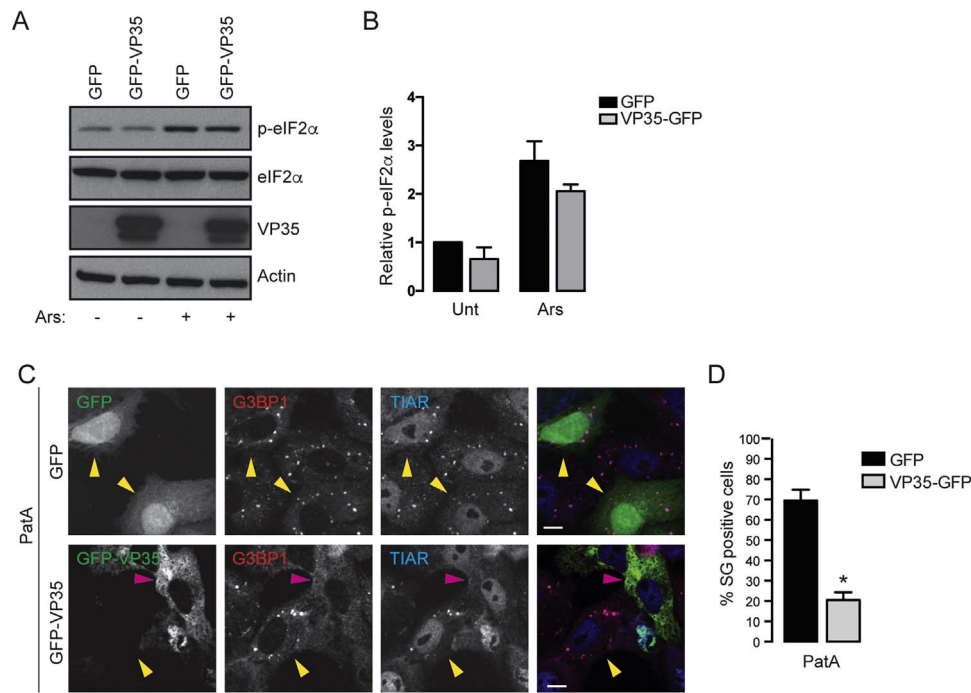 A
GFP
GFP-VP35
GFP
GFP-VP35
p-eIF2α
eIF2α
VP35
Actin
Ars: - - + +
B
Relative p-eIF2α levels
4
3
2
1
0
Unt Ars
GFP
VP35-GFP
C
PatA
GFP
GFP G3BP1 TIAR
GFP-VP35
GFP-VP35 G3BP1 TIAR
D
% SG positive cells
100
90
80
70
60
50
40
30
20
10
0
*
PatA
GFP
VP35-GFP